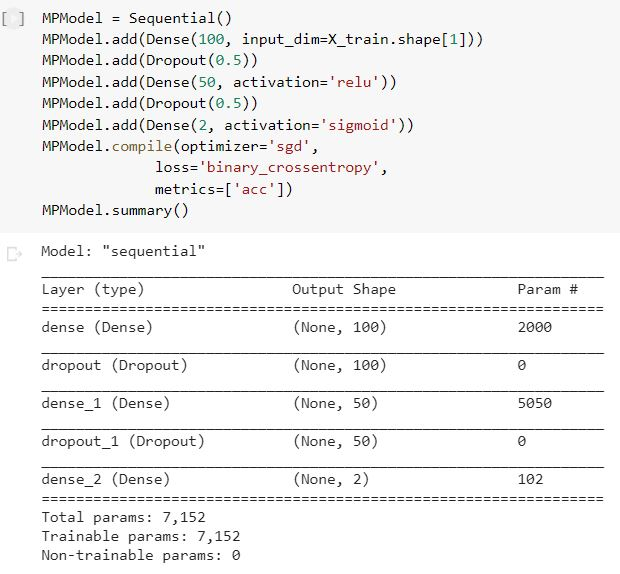 [ ] MPModel = Sequential()
MPModel.add(Dense(100, input_dim=X_train.shape[1]))
MPModel.add(Dropout(0.5))
MPModel.add(Dense(50, activation='relu'))
MPModel.add(Dropout(0.5))
MPModel.add(Dense(2, activation='sigmoid'))
MPModel.compile(optimizer='sgd',
              loss='binary_crossentropy',
              metrics=['acc'])
MPModel.summary()
Model: "sequential"
_________________________________________________________________
Layer (type)                 Output Shape              Param #
=================================================================
dense (Dense)                (None, 100)               2000
_________________________________________________________________
dropout (Dropout)            (None, 100)               0
_________________________________________________________________
dense_1 (Dense)              (None, 50)                5050
_________________________________________________________________
dropout_1 (Dropout)          (None, 50)                0
_________________________________________________________________
dense_2 (Dense)              (None, 2)                 102
=================================================================
Total params: 7,152
Trainable params: 7,152
Non-trainable params: 0